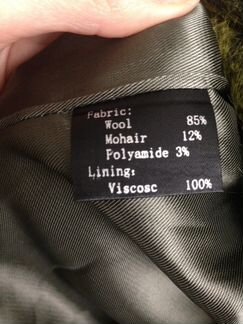 Fabric:
Wool 85%
Mohair 12%
Polyamide 3%
Lining:
Viscosc 100%